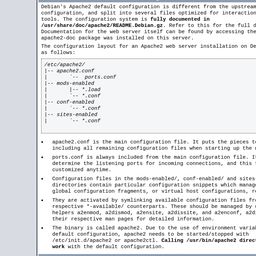 Debian's Apache2 default configuration is different from the upstream
configuration, and split into several files optimized for interaction
tools. The configuration system is fully documented in
/usr/share/doc/apache2/README.Debian.gz. Refer to this for the full d
Documentation for the web server itself can be found by accessing the
apache2-doc package was installed on this server.
The configuration layout for an Apache2 web server installation on De
as follows:
/etc/apache2/
|-- apache2.conf
|       `--  ports.conf
|-- mods-enabled
|       |-- *.load
|       `-- *.conf
|-- conf-enabled
|       `-- *.conf
|-- sites-enabled
|       `-- *.conf
• apache2.conf is the main configuration file. It puts the pieces t
including all remaining configuration files when starting up the
• ports.conf is always included from the main configuration file. I
determine the listening ports for incoming connections, and this
customized anytime.
• Configuration files in the mods-enabled/, conf-enabled/ and sites
directories contain particular configuration snippets which manag
global configuration fragments, or virtual host configurations, r
• They are activated by symlinking available configuration files fr
respective *-available/ counterparts. These should be managed by
helpers a2enmod, a2dismod, a2ensite, a2dissite, and a2enconf, a2d
their respective man pages for detailed information.
• The binary is called apache2. Due to the use of environment varia
default configuration, apache2 needs to be started/stopped with
/etc/init.d/apache2 or apache2ctl. Calling /usr/bin/apache2 direc
work with the default configuration.